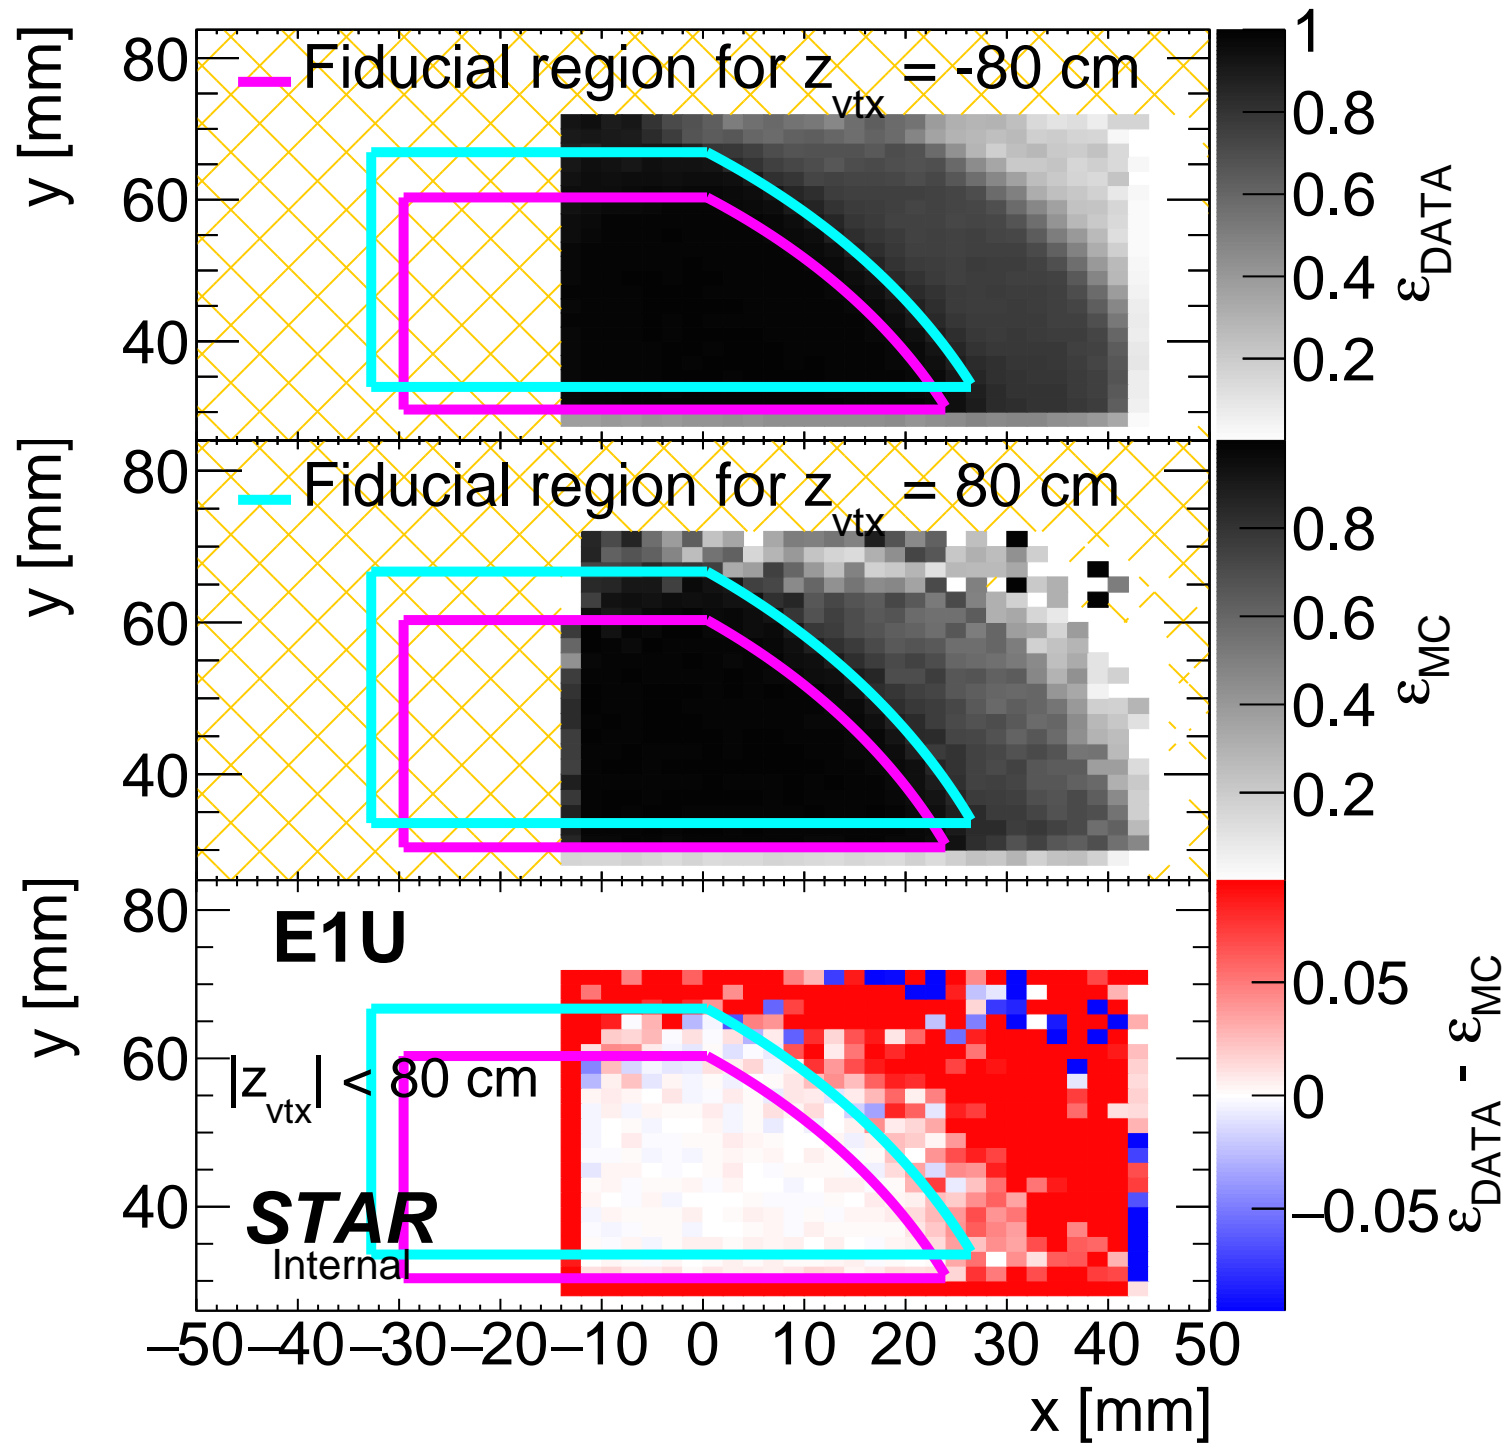 y [mm]
80
60
40
Fiducial region for z_vtx = -80 cm
1
0.8
0.6
0.4
0.2
ε_DATA
y [mm]
80
60
40
Fiducial region for z_vtx = 80 cm
0.8
0.6
0.4
0.2
ε_MC
y [mm]
80
60
40
E1U
|z_vtx| < 80 cm
STAR
Internal
0.05
0
−0.05
ε_DATA - ε_MC
−50 −40 −30 −20 −10 0 10 20 30 40 50
x [mm]